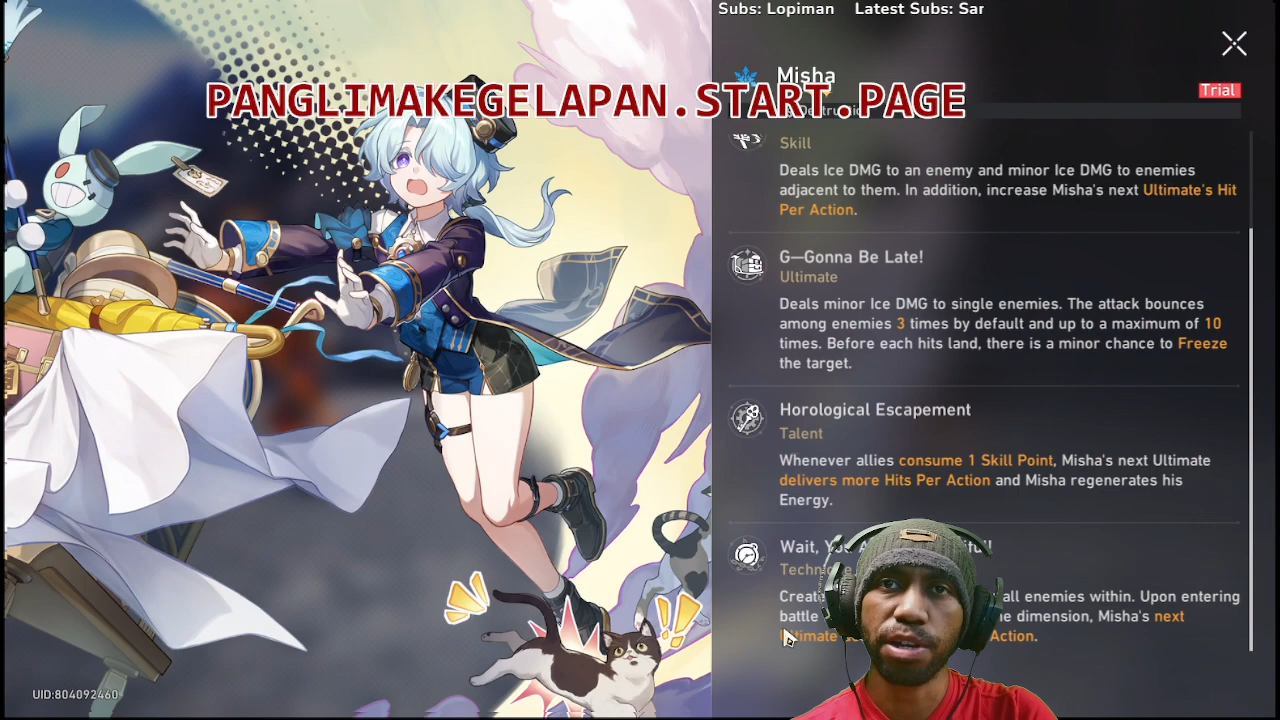 Subs: Lopiman Latest Subs: Sar
Misha
Trial
PANGLIMAKEGELAPAN.START.PAGE
Skill
Deals Ice DMG to an enemy and minor Ice DMG to enemies
adjacent to them. In addition, increase Misha's next Ultimate's Hit
Per Action.
G—Gonna Be Late!
Ultimate
Deals minor Ice DMG to single enemies. The attack bounces
among enemies 3 times by default and up to a maximum of 10
times. Before each hits land, there is a minor chance to Freeze
the target.
Horological Escapement
Talent
Whenever allies consume 1 Skill Point, Misha's next Ultimate
delivers more Hits Per Action and Misha regenerates his
Energy.
Wait,
all enemies within. Upon entering
battle dimension, Misha's next
Action.
UID:804092460